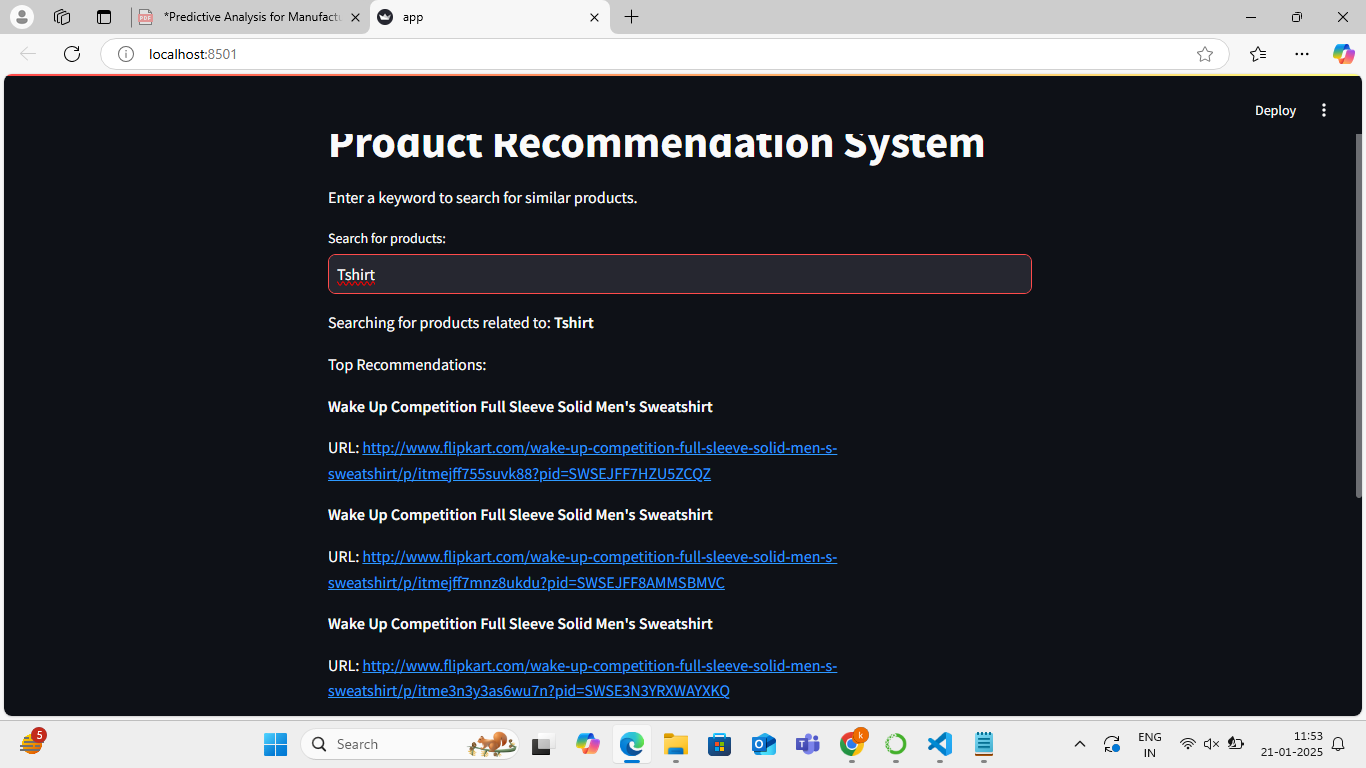 *Predictive Analysis for Manufactu
app
localhost:8501
Deploy
Product Recommendation System
Enter a keyword to search for similar products.
Search for products:
Tshirt
Searching for products related to: Tshirt
Top Recommendations:
Wake Up Competition Full Sleeve Solid Men's Sweatshirt
URL: http://www.flipkart.com/wake-up-competition-full-sleeve-solid-men-s-
sweatshirt/p/itmejff755suvk88?pid=SWSEJFF7HZU5ZCQZ
Wake Up Competition Full Sleeve Solid Men's Sweatshirt
URL: http://www.flipkart.com/wake-up-competition-full-sleeve-solid-men-s-
sweatshirt/p/itmejff7mnz8ukdu?pid=SWSEJFF8AMMSBMVC
Wake Up Competition Full Sleeve Solid Men's Sweatshirt
URL: http://www.flipkart.com/wake-up-competition-full-sleeve-solid-men-s-
sweatshirt/p/itme3n3y3as6wu7n?pid=SWSE3N3YRXWAYXKQ
5
Search
k
ENG
IN
11:53
21-01-2025